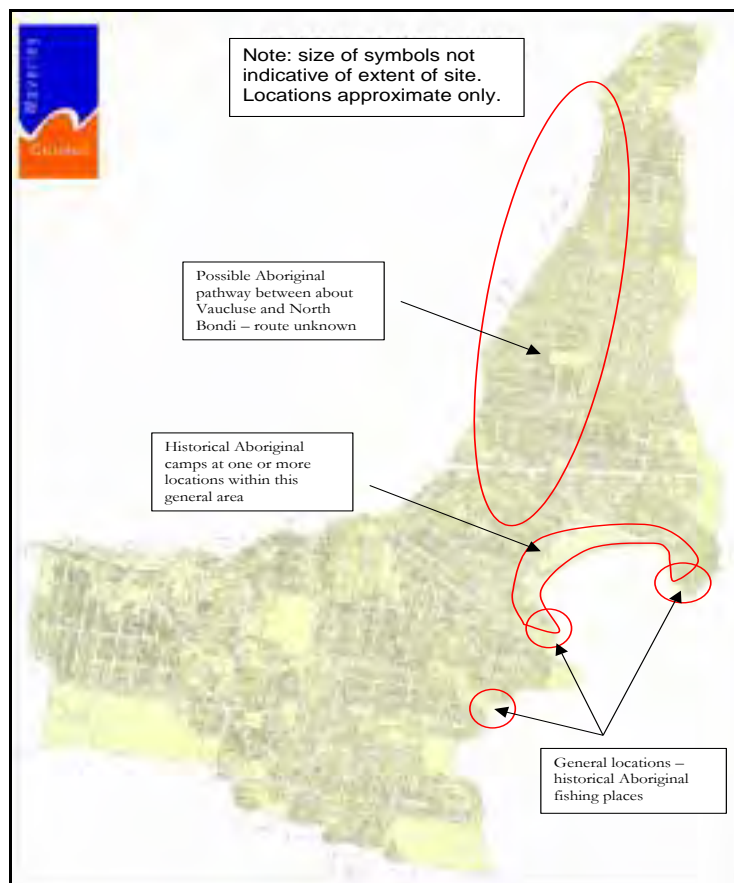 Waverley
Council
Note: size of symbols not
indicative of extent of site.
Locations approximate only.
Possible Aboriginal
pathway between about
Vaucluse and North
Bondi – route unknown
Historical Aboriginal
camps at one or more
locations within this
general area
General locations –
historical Aboriginal
fishing places